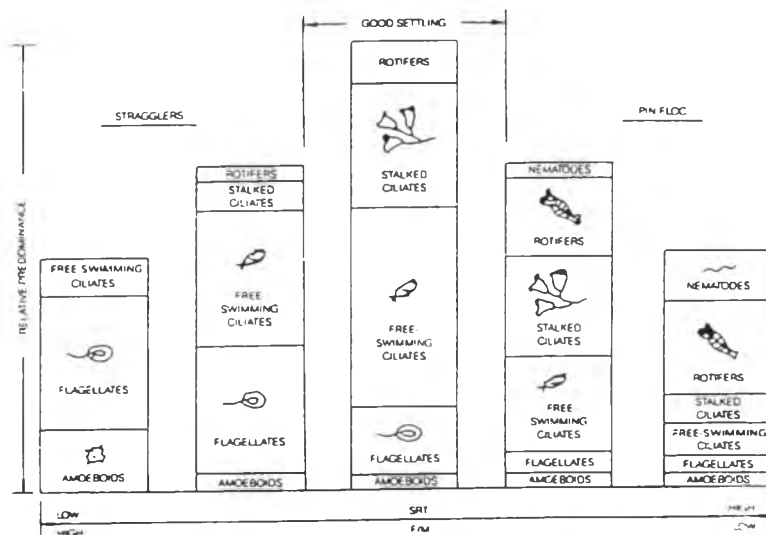 GOOD SETTLING
STRAGGLERS
PIN FLOC
RELATIVE PREDOMINANCE
FREE SWIMMING
CILIATES
FLAGELLATES
AMOEBOIDS
ROTIFERS
STALKED
CILIATES
FREE
SWIMMING
CILIATES
FLAGELLATES
AMOEBOIDS
ROTIFERS
STALKED
CILIATES
FREE-
SWIMMING
CILIATES
FLAGELLATES
AMOEBOIDS
NEMATODES
ROTIFERS
STALKED
CILIATES
FREE-
SWIMMING
CILIATES
FLAGELLATES
AMOEBOIDS
NEMATODES
ROTIFERS
STALKED
CILIATES
FREE-SWIMMING
CILIATES
FLAGELLATES
AMOEBOIDS
LOW SRT HIGH
HIGH F/M LOW